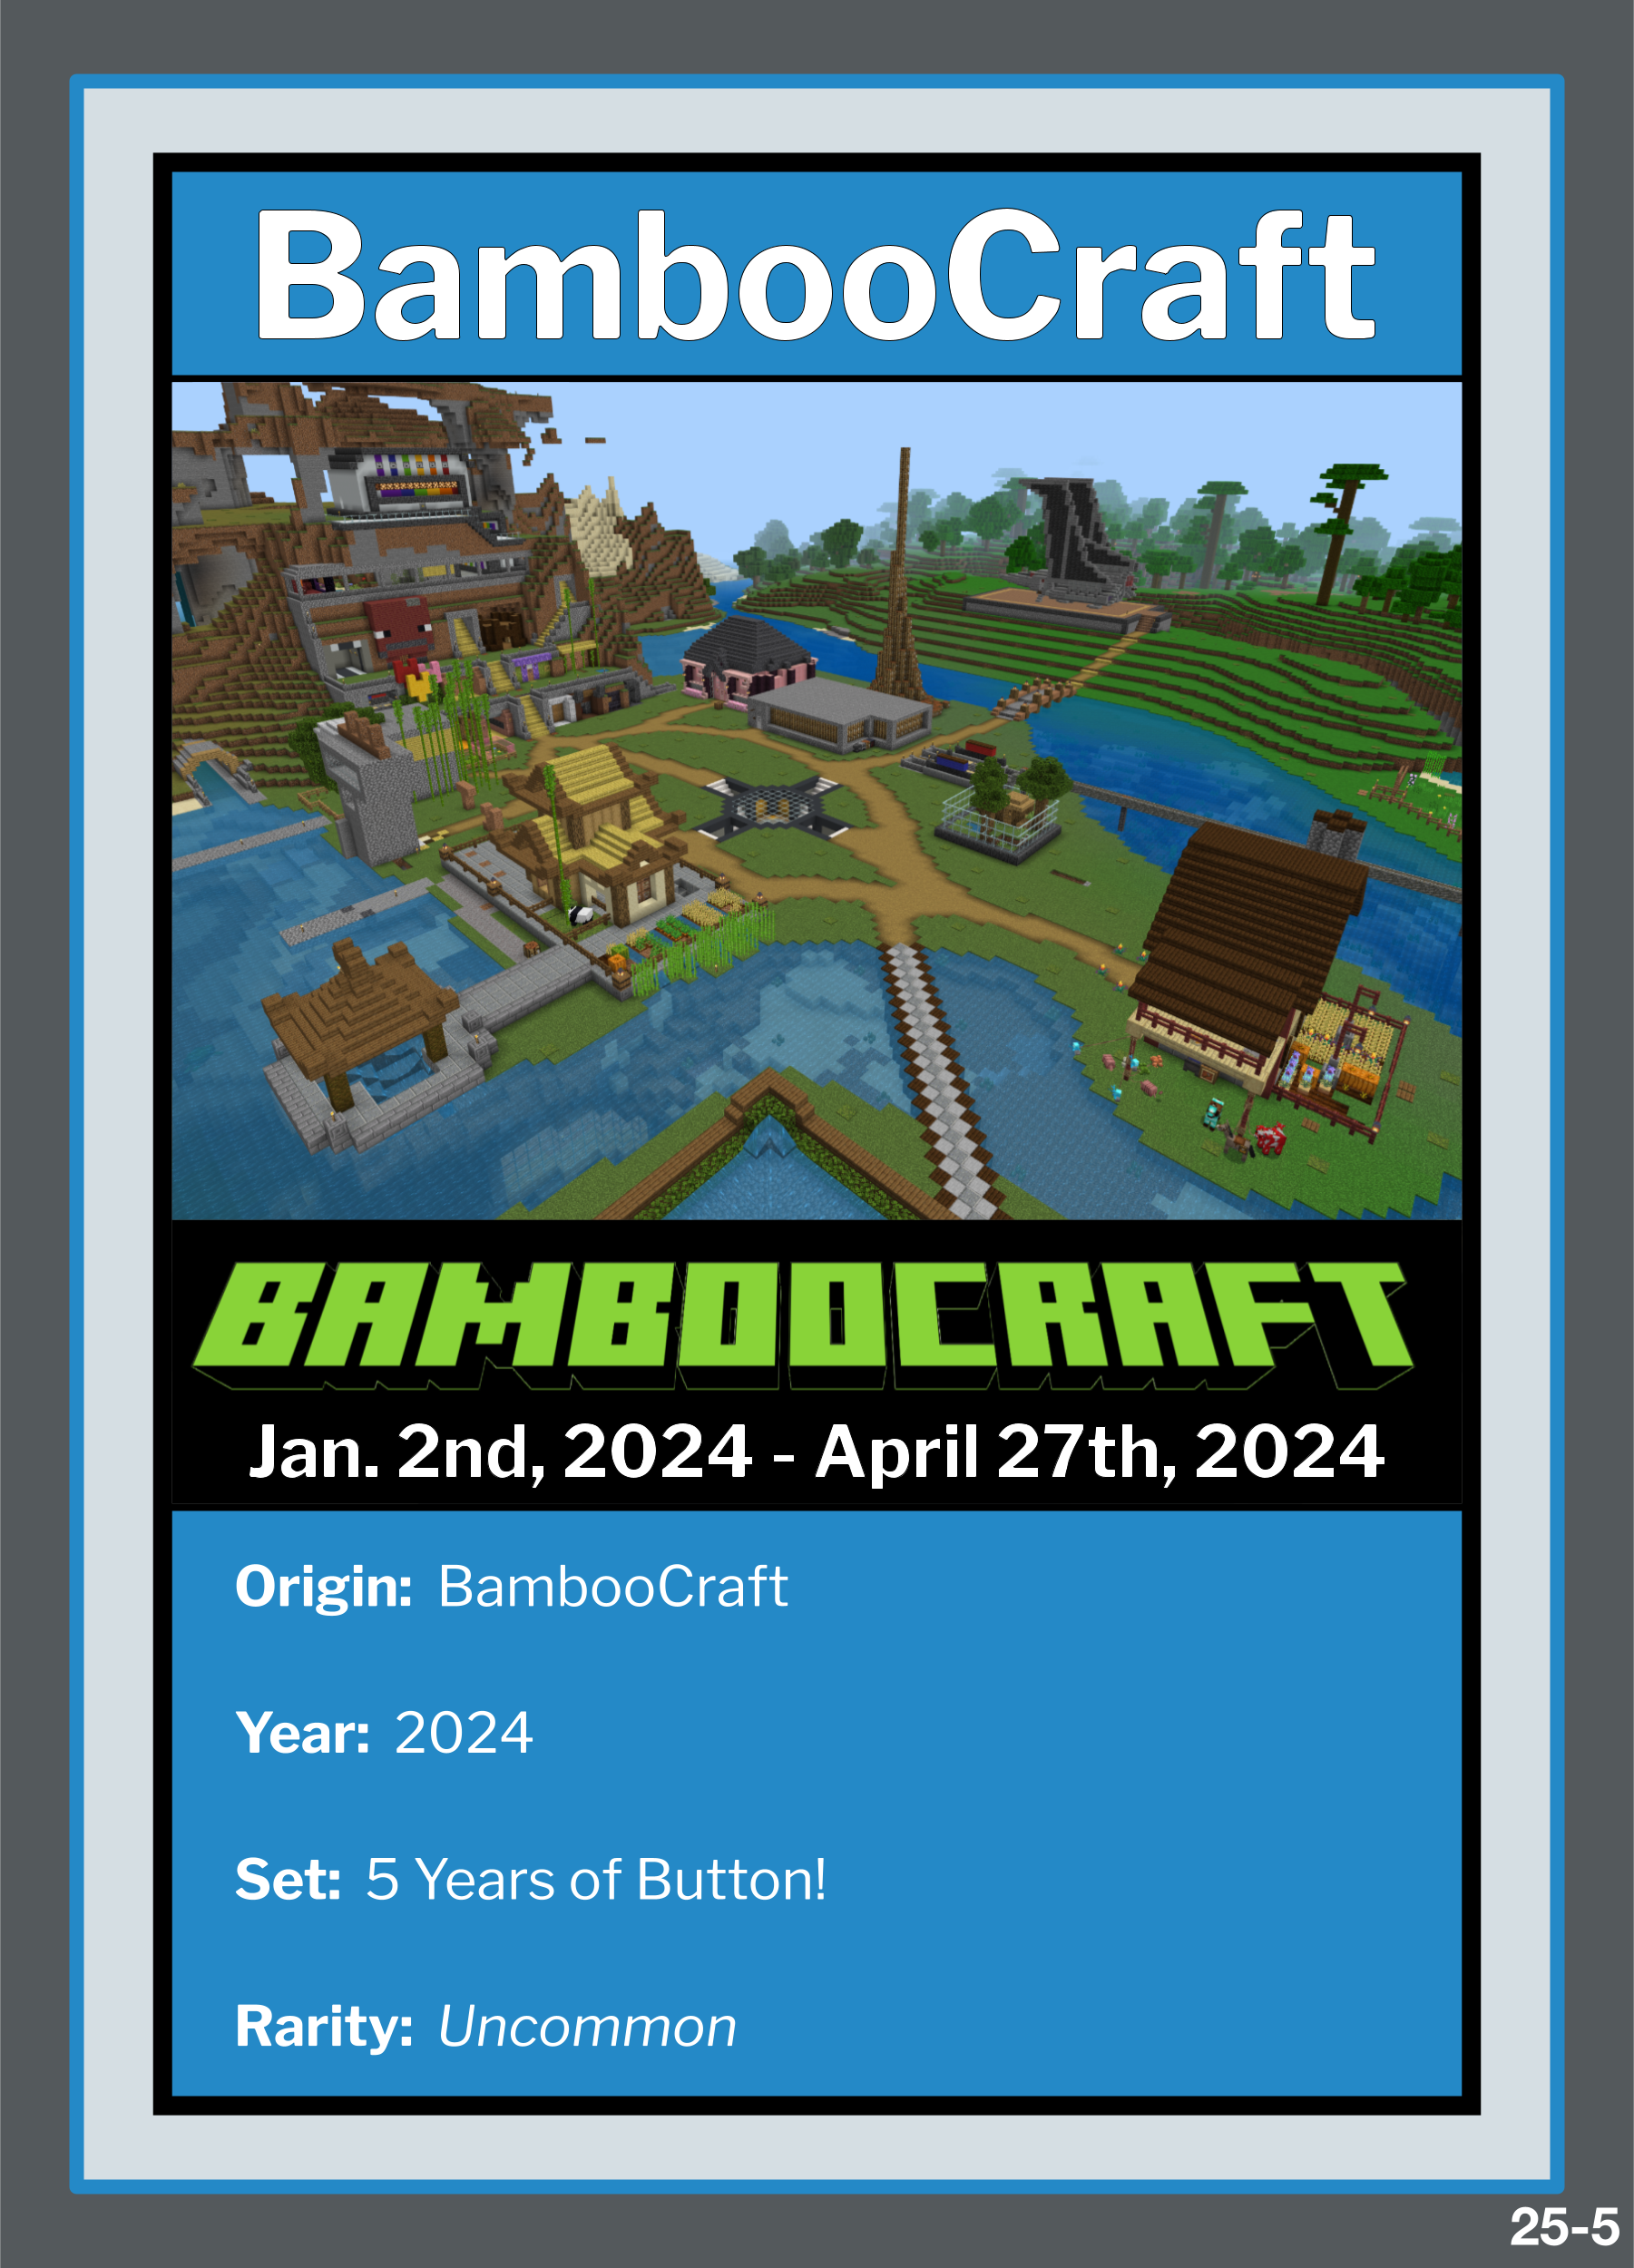 BambooCraft
BAMBOOCRAFT
Jan. 2nd, 2024 - April 27th, 2024
Origin: BambooCraft
Year: 2024
Set: 5 Years of Button!
Rarity: Uncommon
25-5